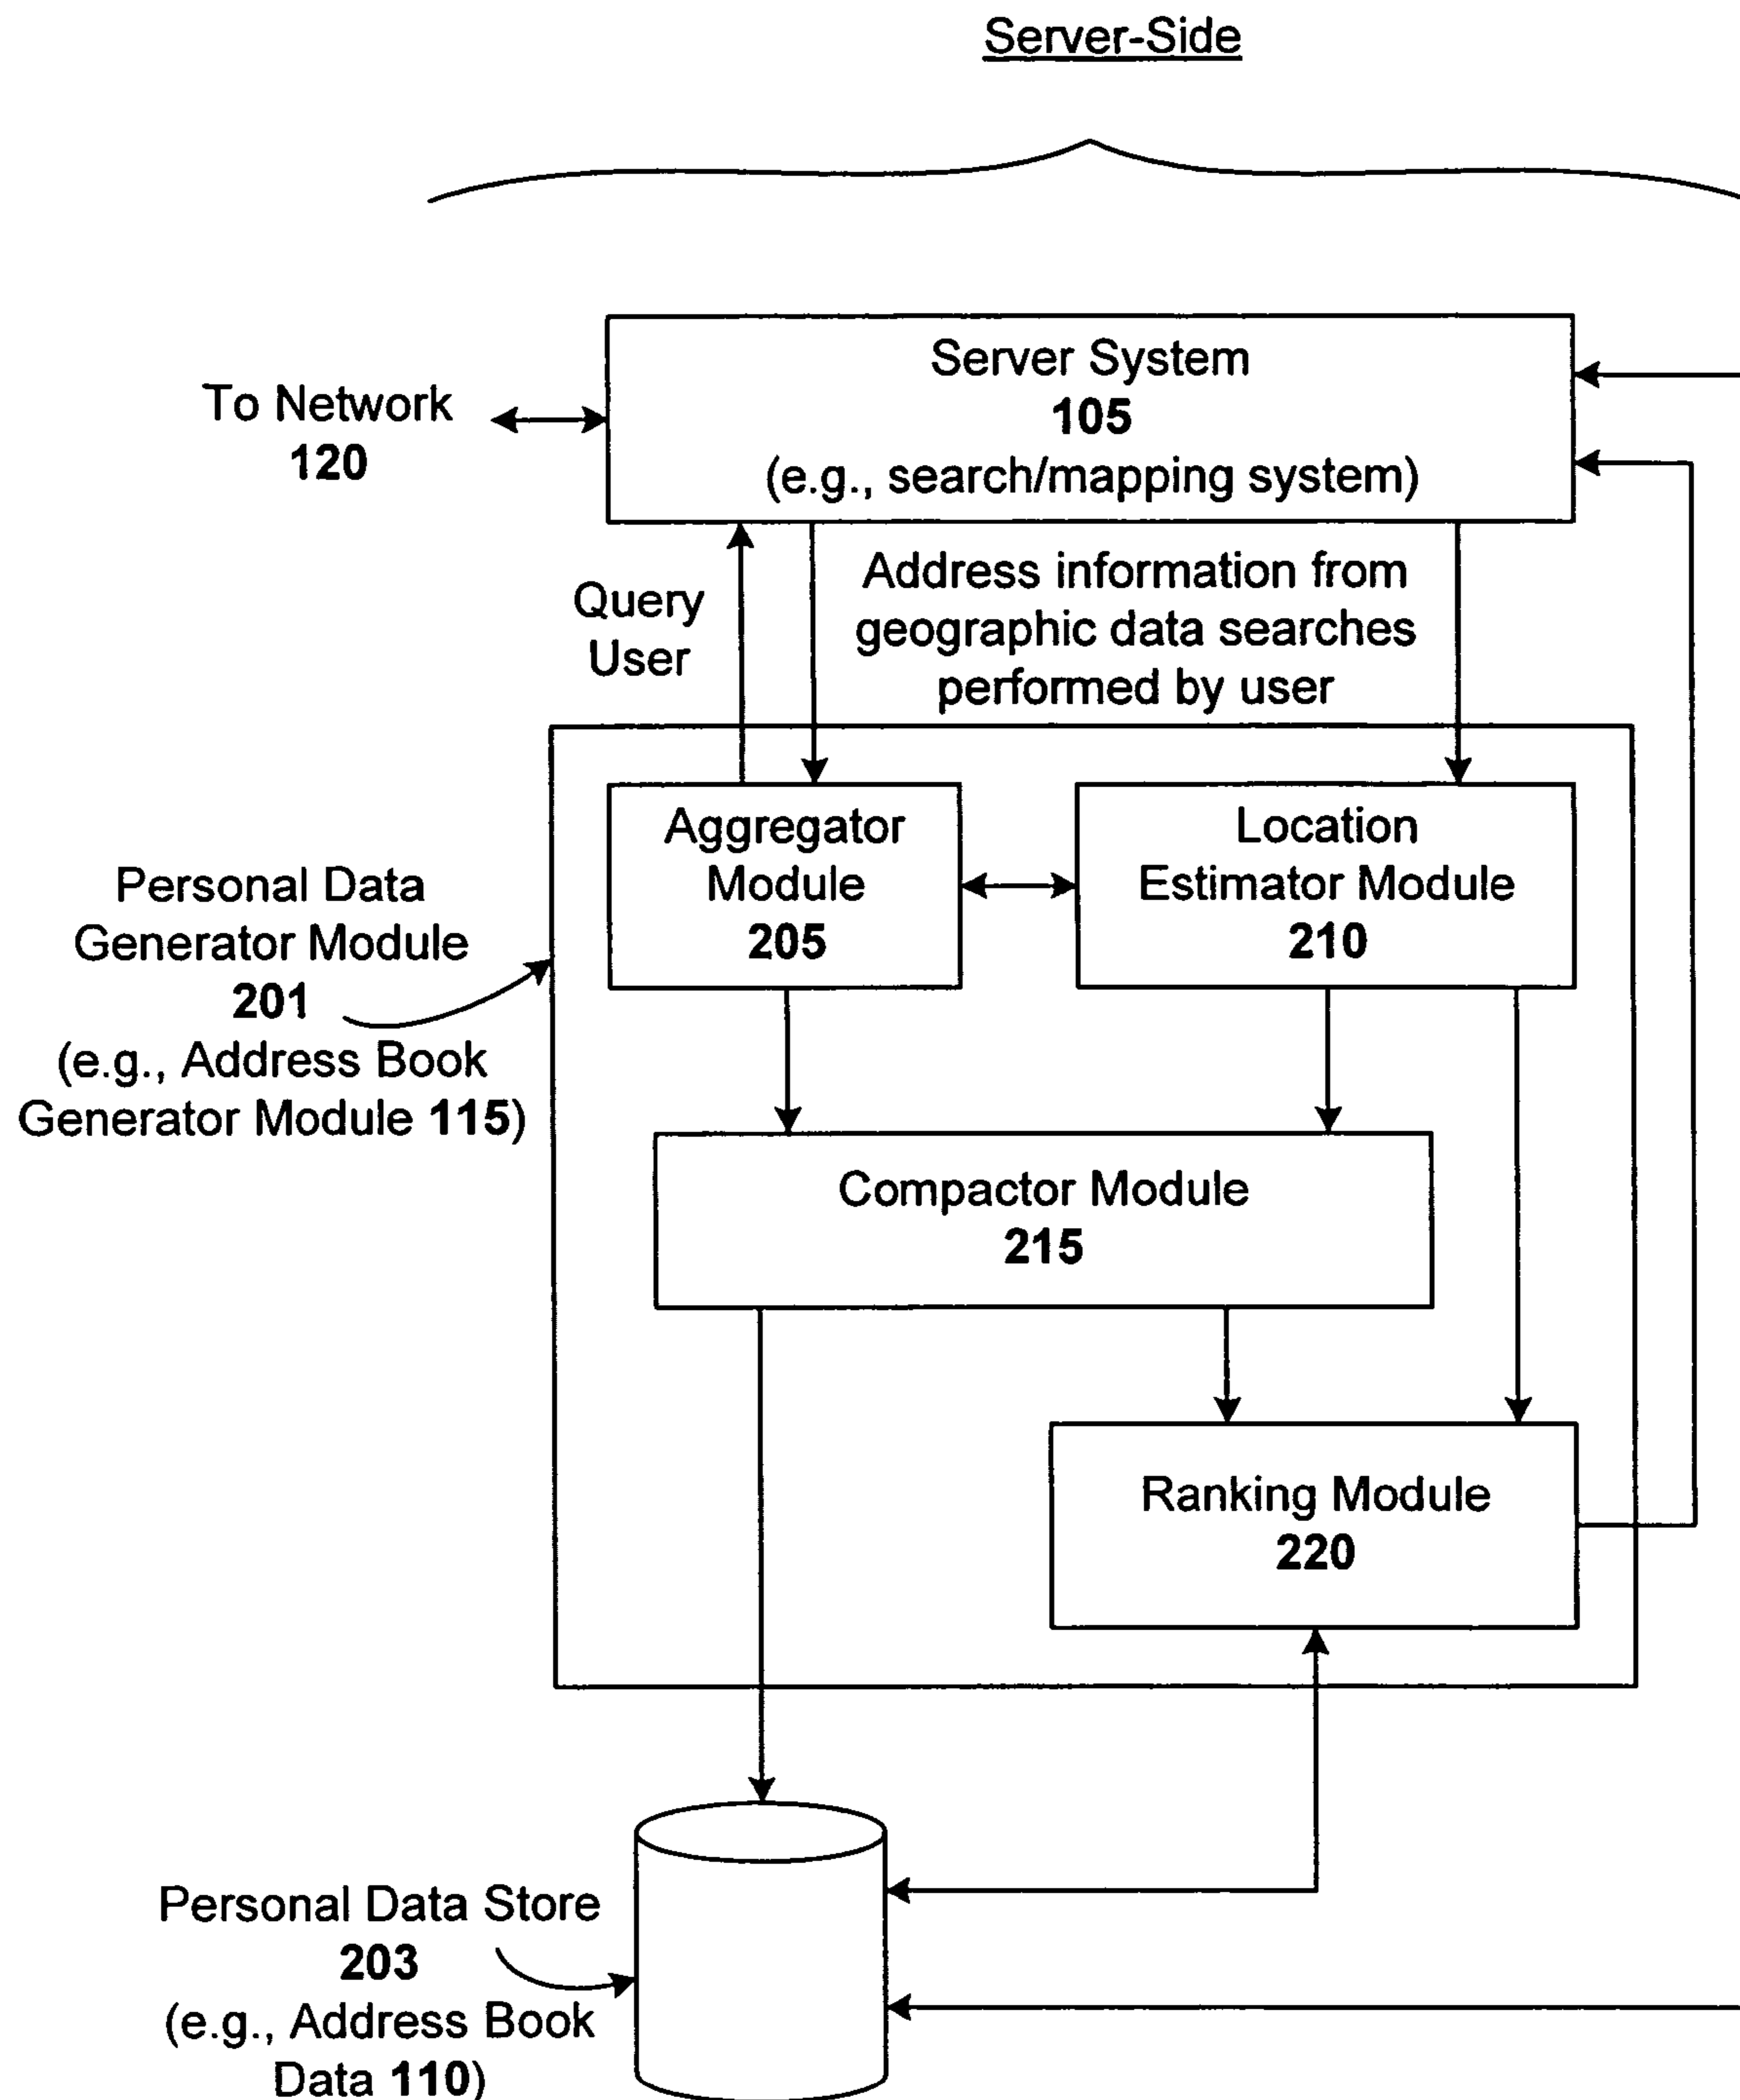 Server-Side
Server System
105
(e.g., search/mapping system)
To Network
120
Query
User
Address information from
geographic data searches
performed by user
Aggregator
Module
205
Location
Estimator Module
210
Personal Data
Generator Module
201
(e.g., Address Book
Generator Module 115)
Compactor Module
215
Ranking Module
220
Personal Data Store
203
(e.g., Address Book
Data 110)